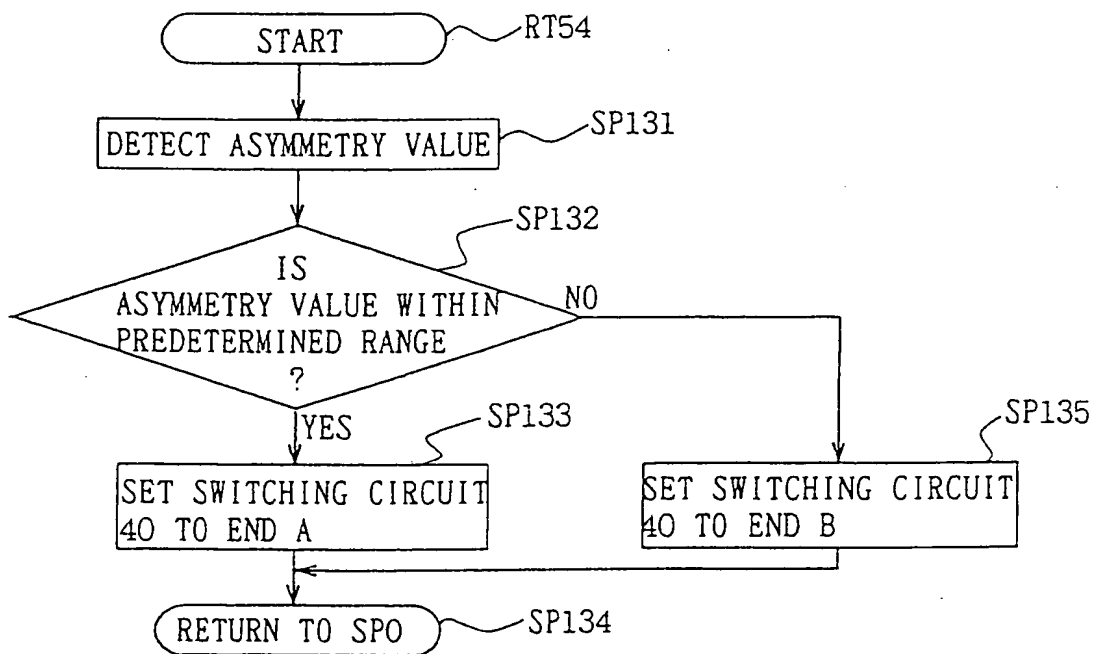 START
RT54
DETECT ASYMMETRY VALUE
SP131
SP132
IS
ASYMMETRY VALUE WITHIN
PREDETERMINED RANGE
?
NO
YES
SP133
SET SWITCHING CIRCUIT
40 TO END A
SP135
SET SWITCHING CIRCUIT
40 TO END B
RETURN TO SP0
SP134